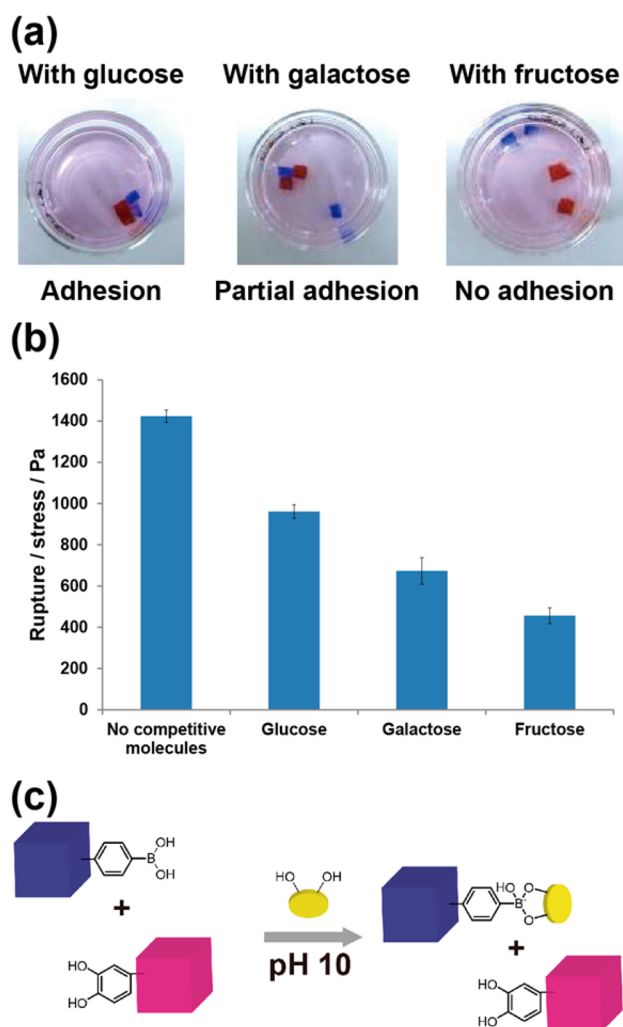 (a)
With glucose With galactose With fructose
Adhesion Partial adhesion No adhesion
(b)
Rupture / stress / Pa
1600
1400
1200
1000
800
600
400
200
0
No competitive molecules Glucose Galactose Fructose
(c)
OH
B
OH
+
HO
HO
HO OH
pH 10
HO O
B-
O
+
HO
HO